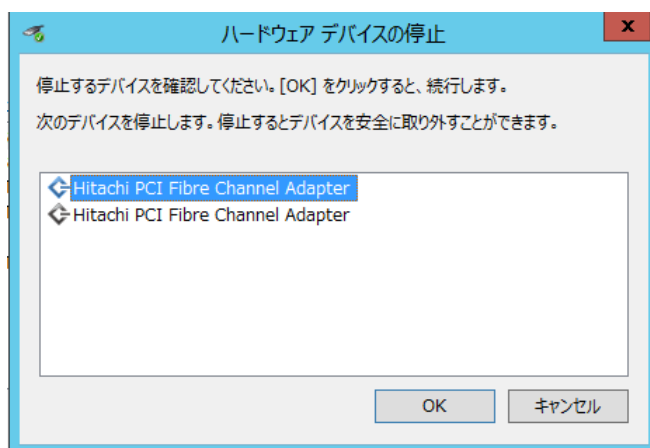 ハードウェア デバイスの停止
x
停止するデバイスを確認してください。[OK] をクリックすると、続行します。
次のデバイスを停止します。停止するとデバイスを安全に取り外すことができます。
Hitachi PCI Fibre Channel Adapter
Hitachi PCI Fibre Channel Adapter
OK
キャンセル